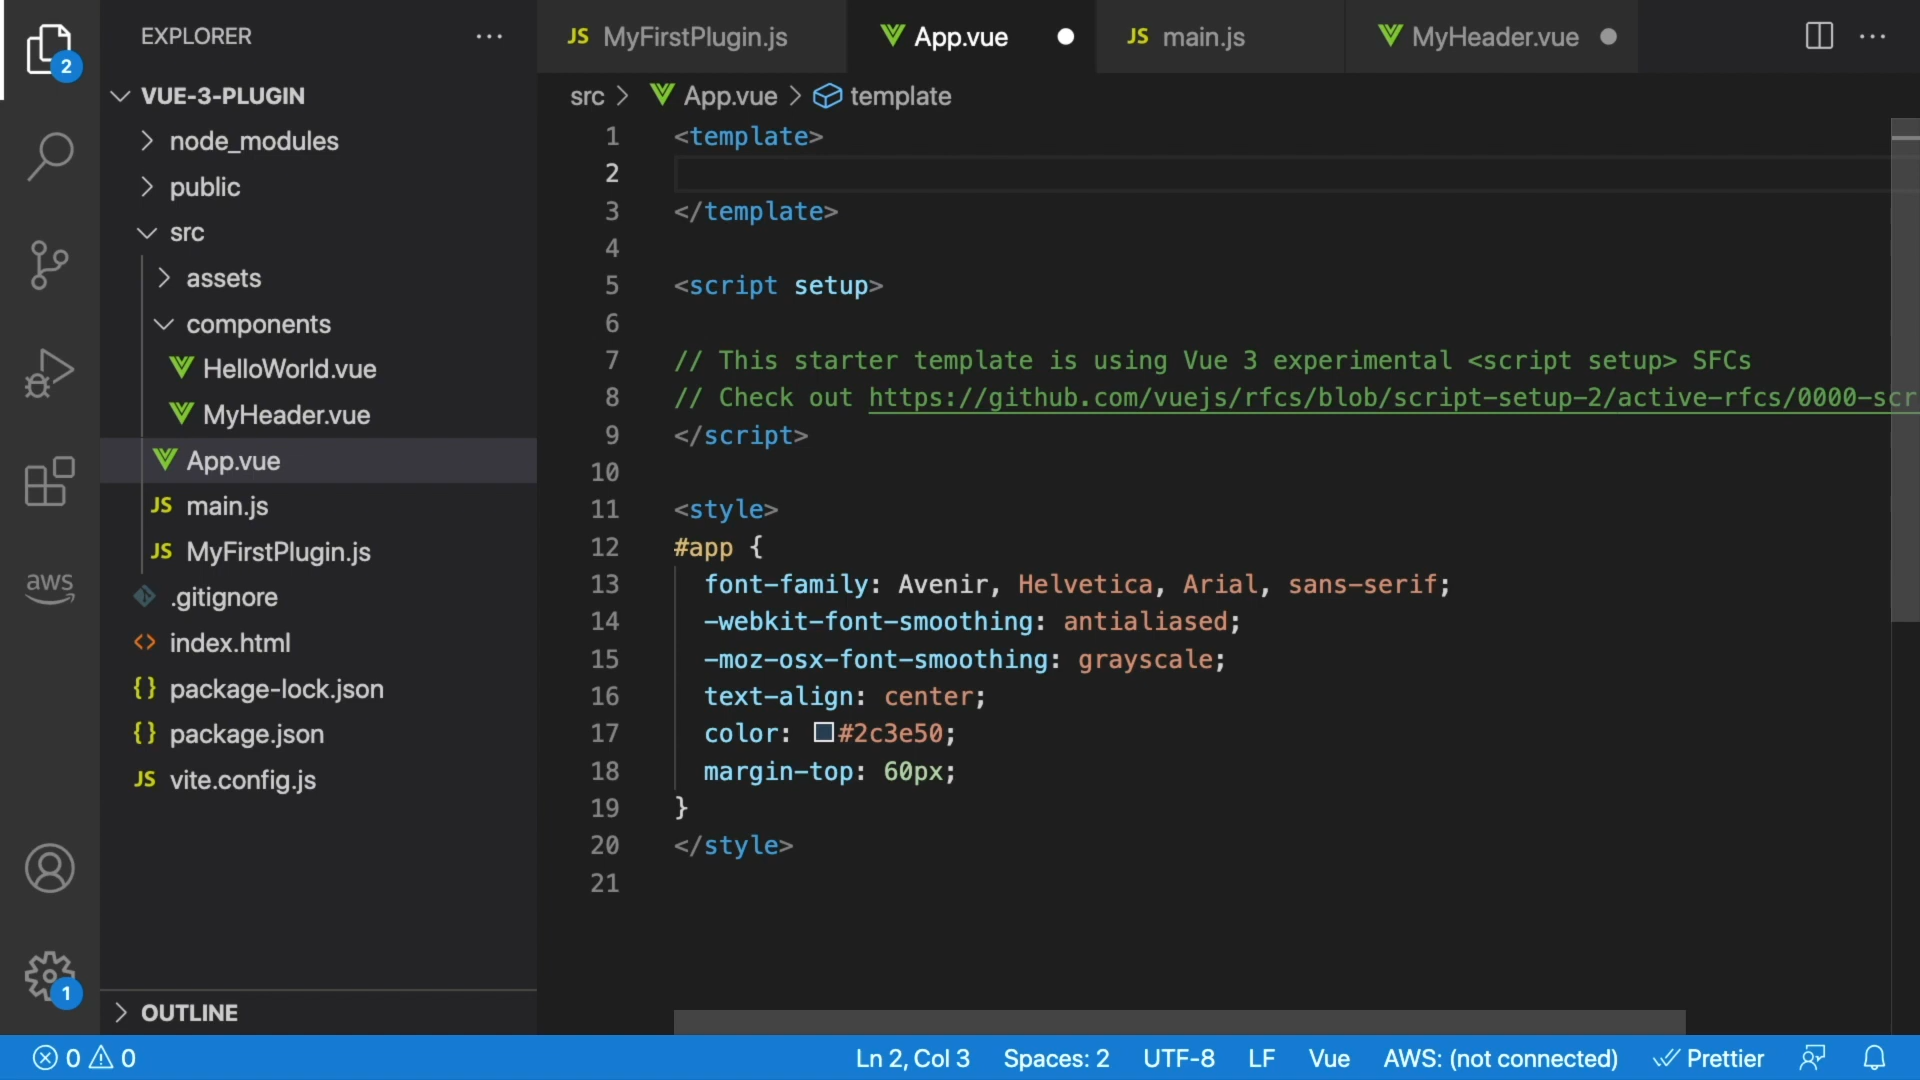 EXPLORER
2
VUE-3-PLUGIN
node_modules
public
src
assets
components
HelloWorld.vue
MyHeader.vue
App.vue
JS main.js
JS MyFirstPlugin.js
.gitignore
<> index.html
{} package-lock.json
{} package.json
JS vite.config.js
aws
1
OUTLINE
JS MyFirstPlugin.js
App.vue
JS main.js
MyHeader.vue
src > App.vue > template
1 <template>
2
3 </template>
4
5 <script setup>
6
7 // This starter template is using Vue 3 experimental <script setup> SFCs
8 // Check out https://github.com/vuejs/rfcs/blob/script-setup-2/active-rfcs/0000-scr
9 </script>
10
11 <style>
12 #app {
13 font-family: Avenir, Helvetica, Arial, sans-serif;
14 -webkit-font-smoothing: antialiased;
15 -moz-osx-font-smoothing: grayscale;
16 text-align: center;
17 color: #2c3e50;
18 margin-top: 60px;
19 }
20 </style>
21
0 0 Ln 2, Col 3 Spaces: 2 UTF-8 LF Vue AWS: (not connected) Prettier